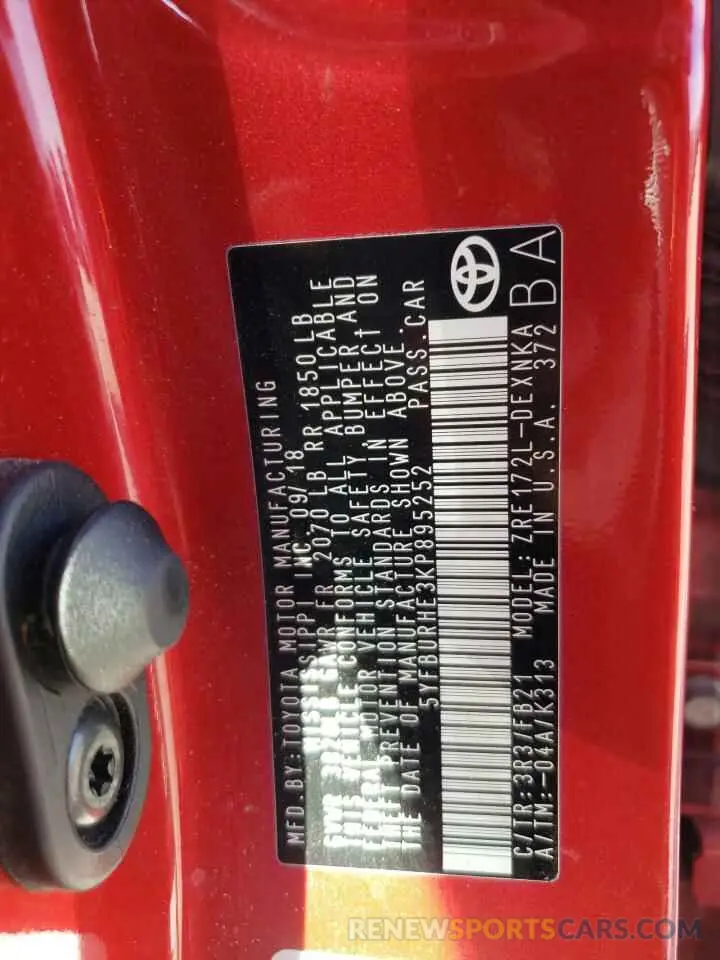 MFD.BY:TOYOTA MOTOR MANUFACTURING
MISSISSIPPI INC 09/18
GAWR FR 2070 LB RR 1850 LB
THIS VEHICLE CONFORMS TO ALL APPLICABLE
FEDERAL MOTOR VEHICLE SAFETY, BUMPER, AND
THEFT PREVENTION STANDARDS IN EFFECT ON
THE DATE OF MANUFACTURE SHOWN ABOVE.
5YFBURHE3KP895252 PASS.CAR
C/TR:3R3/FB21 MODEL:ZRE172L-DEXNKA
A/TM:-04A/K313 MADE IN U.S.A. 372 BA
RENEWSPORTSCARS.COM